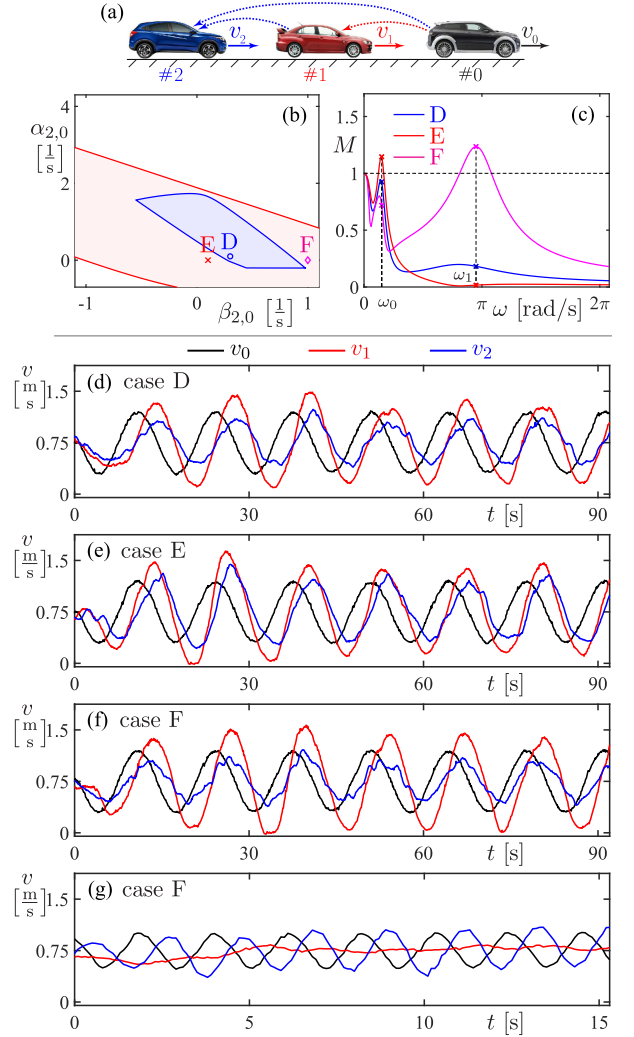 (a)
v₂ v₁ v₀
#2 #1 #0
(b)
α₂,₀
[1/s]
4
2
0
E D F
-1 0 1
β₂,₀ [1/s]
(c)
M
1.5
1
0.5
0
D
E
F
ω₁
0 ω₀ π ω [rad/s] 2π
v₀ v₁ v₂
(d) case D
v
[m/s]
1.5
0.75
0
0 30 60 90
t [s]
(e) case E
v
[m/s]
1.5
0.75
0
0 30 60 90
t [s]
(f) case F
v
[m/s]
1.5
0.75
0
0 30 60 90
t [s]
(g) case F
v
[m/s]
1.5
0.75
0
0 5 10 15
t [s]